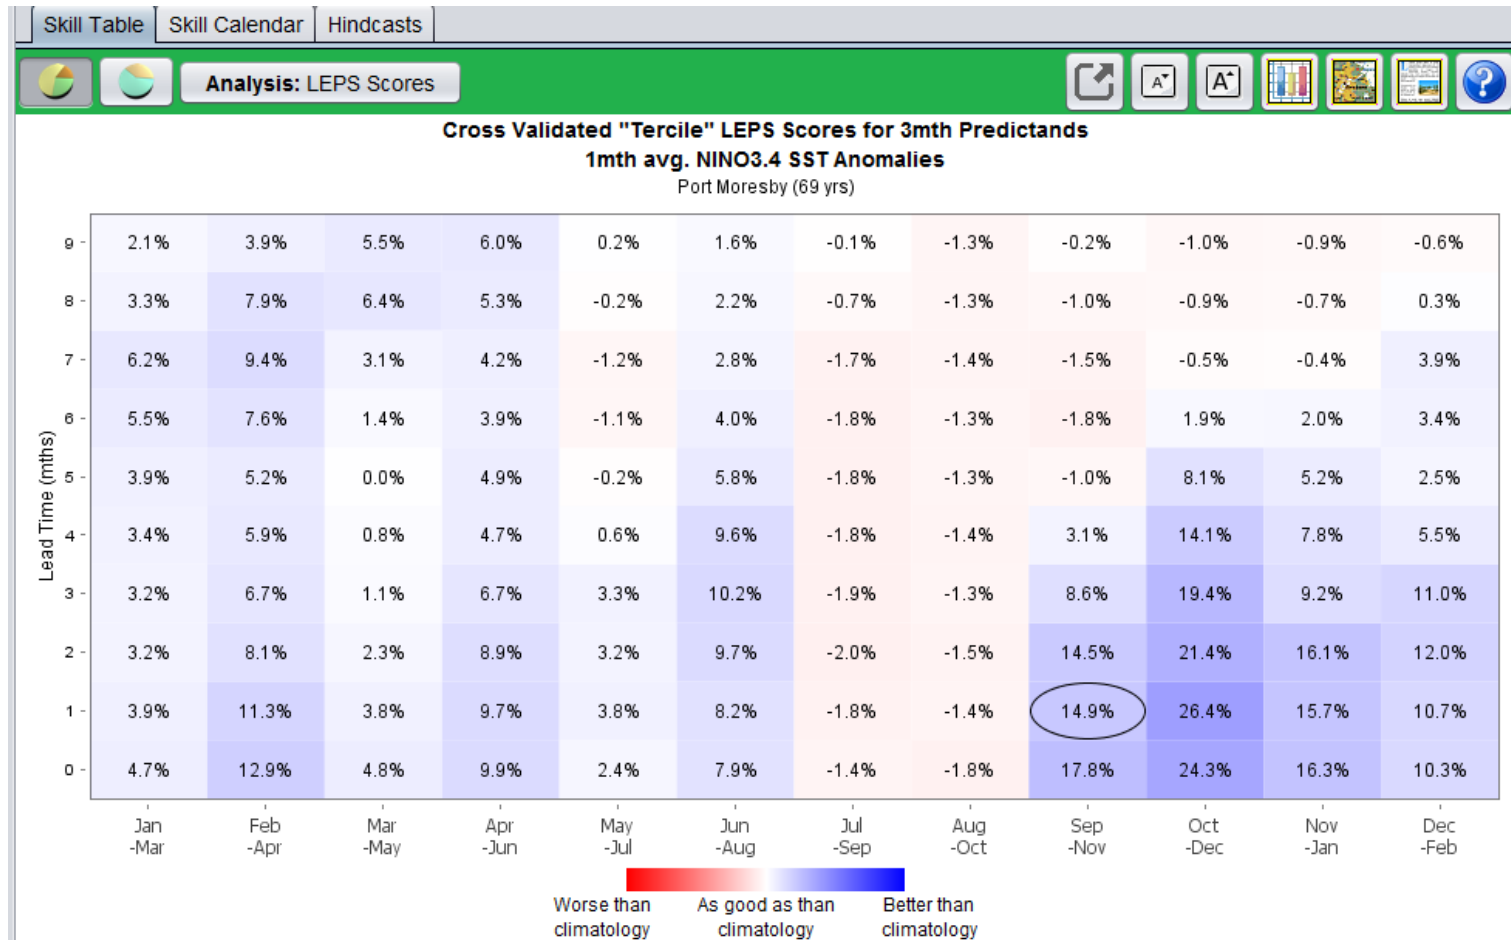 Skill Table Skill Calendar Hindcasts
Analysis: LEPS Scores
A A
?
Cross Validated "Tercile" LEPS Scores for 3mth Predictands
1mth avg. NINO3.4 SST Anomalies
Port Moresby (69 yrs)
Lead Time (mths)
9 2.1% 3.9% 5.5% 6.0% 0.2% 1.6% -0.1% -1.3% -0.2% -1.0% -0.9% -0.6%
8 3.3% 7.9% 6.4% 5.3% -0.2% 2.2% -0.7% -1.3% -1.0% -0.9% -0.7% 0.3%
7 6.2% 9.4% 3.1% 4.2% -1.2% 2.8% -1.7% -1.4% -1.5% -0.5% -0.4% 3.9%
6 5.5% 7.6% 1.4% 3.9% -1.1% 4.0% -1.8% -1.3% -1.8% 1.9% 2.0% 3.4%
5 3.9% 5.2% 0.0% 4.9% -0.2% 5.8% -1.8% -1.3% -1.0% 8.1% 5.2% 2.5%
4 3.4% 5.9% 0.8% 4.7% 0.6% 9.6% -1.8% -1.4% 3.1% 14.1% 7.8% 5.5%
3 3.2% 6.7% 1.1% 6.7% 3.3% 10.2% -1.9% -1.3% 8.6% 19.4% 9.2% 11.0%
2 3.2% 8.1% 2.3% 8.9% 3.2% 9.7% -2.0% -1.5% 14.5% 21.4% 16.1% 12.0%
1 3.9% 11.3% 3.8% 9.7% 3.8% 8.2% -1.8% -1.4% 14.9% 26.4% 15.7% 10.7%
0 4.7% 12.9% 4.8% 9.9% 2.4% 7.9% -1.4% -1.8% 17.8% 24.3% 16.3% 10.3%
Jan Feb Mar Apr May Jun Jul Aug Sep Oct Nov Dec
-Mar -Apr -May -Jun -Jul -Aug -Sep -Oct -Nov -Dec -Jan -Feb
Worse than As good as than Better than
climatology climatology climatology